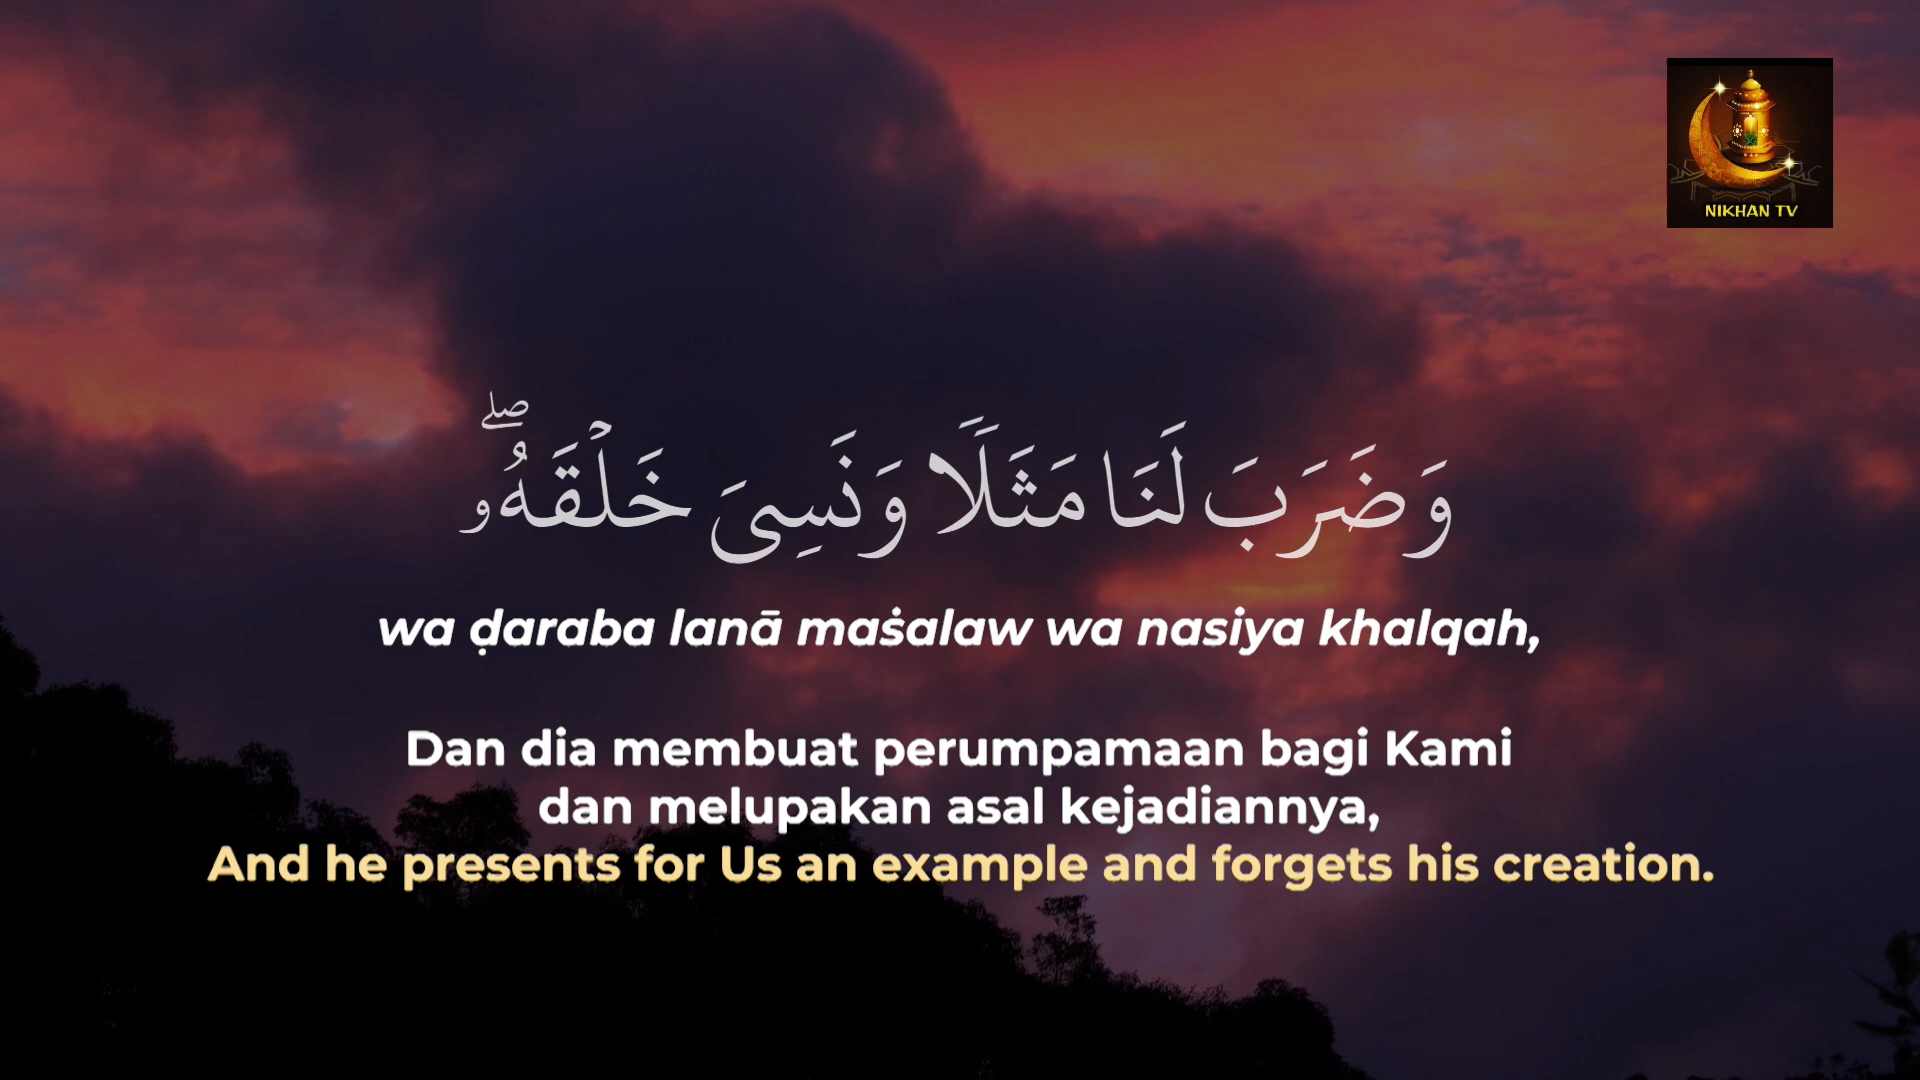 NIKHAN TV
وَضَرَبَ لَنَا مَثَلًا وَنَسِىَ خَلْقَهُۥ ۖ
wa ḍaraba lanā maṡalaw wa nasiya khalqah,
Dan dia membuat perumpamaan bagi Kami
dan melupakan asal kejadiannya,
And he presents for Us an example and forgets his creation.